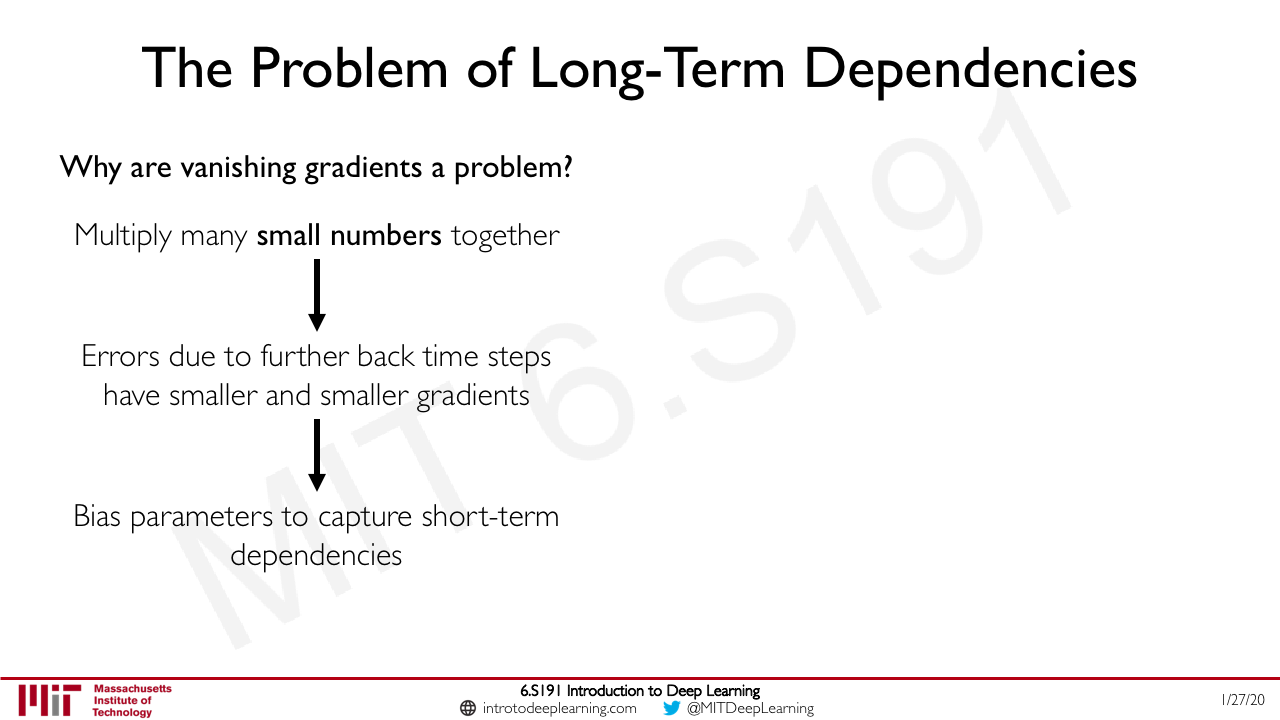 The Problem of Long-Term Dependencies
Why are vanishing gradients a problem?
Multiply many small numbers together
Errors due to further back time steps
have smaller and smaller gradients
Bias parameters to capture short-term
dependencies
MIT 6.S191
Massachusetts
Institute of
Technology
6.S191 Introduction to Deep Learning
introtodeeplearning.com @MITDeepLearning
1/27/20